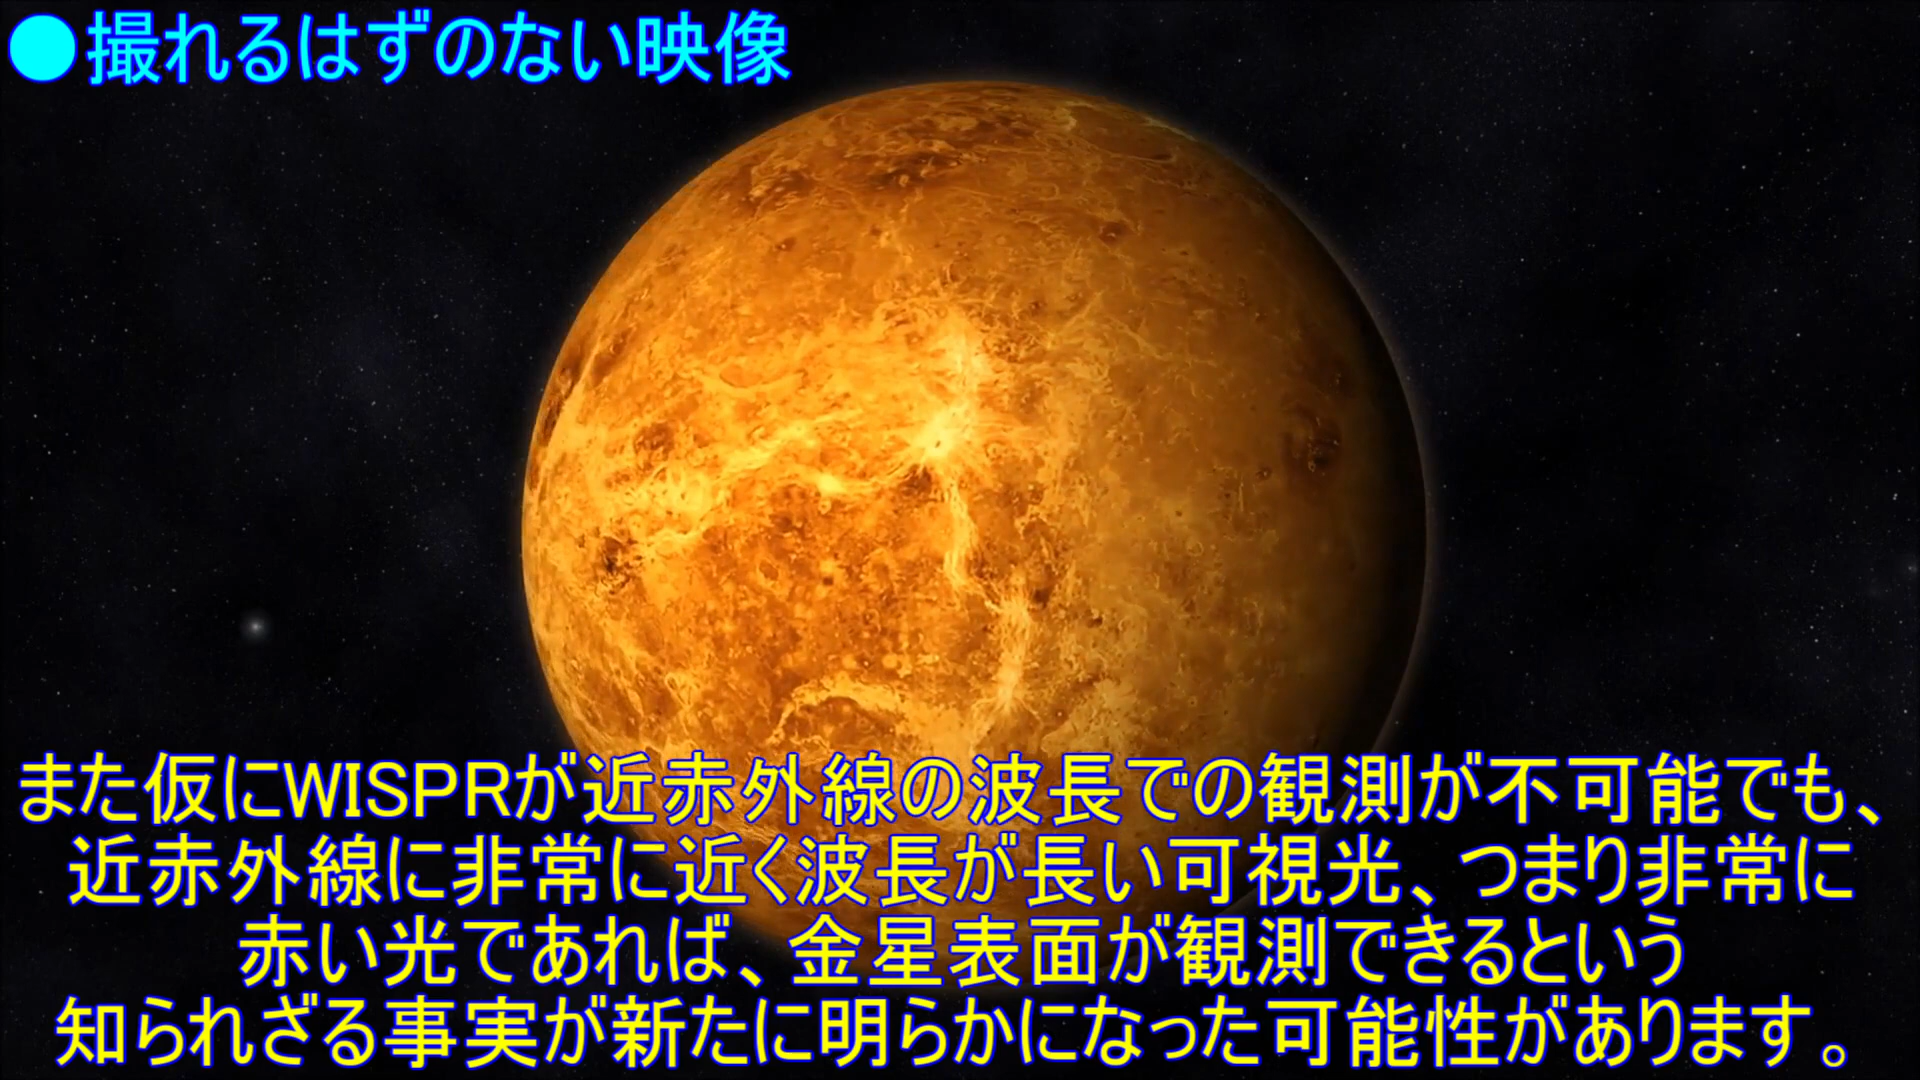 ●撮れるはずのない映像
また仮にWISPRが近赤外線の波長での観測が不可能でも、
近赤外線に非常に近く波長が長い可視光、つまり非常に
赤い光であれば、金星表面が観測できるという
知られざる事実が新たに明らかになった可能性があります。